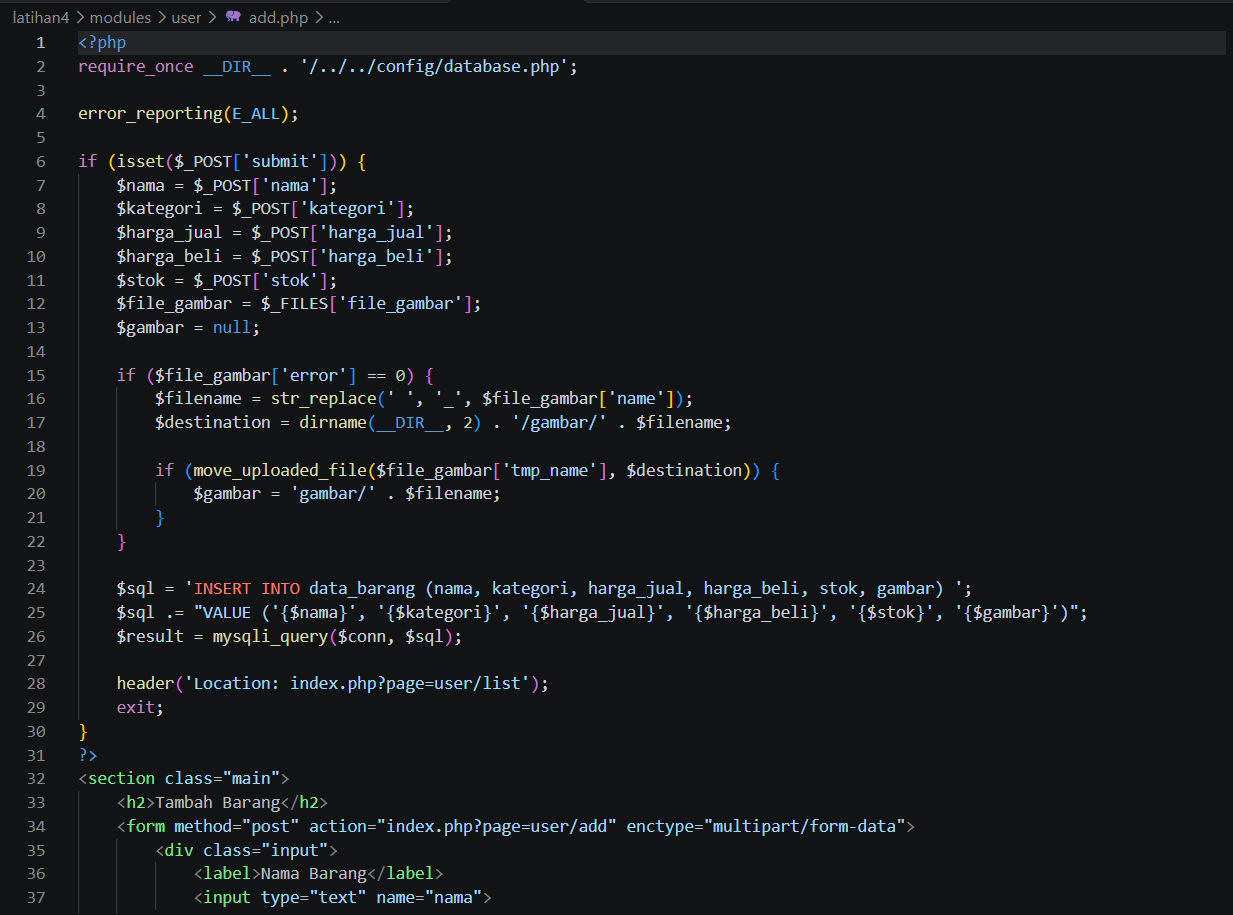 latihan4 > modules > user > add.php > ...
1 <?php
2 require_once __DIR__ . '/../../config/database.php';
3
4 error_reporting(E_ALL);
5
6 if (isset($_POST['submit'])) {
7     $nama = $_POST['nama'];
8     $kategori = $_POST['kategori'];
9     $harga_jual = $_POST['harga_jual'];
10     $harga_beli = $_POST['harga_beli'];
11     $stok = $_POST['stok'];
12     $file_gambar = $_FILES['file_gambar'];
13     $gambar = null;
14
15     if ($file_gambar['error'] == 0) {
16         $filename = str_replace(' ', '_', $file_gambar['name']);
17         $destination = dirname(__DIR__, 2) . '/gambar/' . $filename;
18
19         if (move_uploaded_file($file_gambar['tmp_name'], $destination)) {
20             $gambar = 'gambar/' . $filename;
21         }
22     }
23
24     $sql = 'INSERT INTO data_barang (nama, kategori, harga_jual, harga_beli, stok, gambar) ';
25     $sql .= "VALUE ('{$nama}', '{$kategori}', '{$harga_jual}', '{$harga_beli}', '{$stok}', '{$gambar}')";
26     $result = mysqli_query($conn, $sql);
27
28     header('Location: index.php?page=user/list');
29     exit;
30 }
31 ?>
32 <section class="main">
33     <h2>Tambah Barang</h2>
34     <form method="post" action="index.php?page=user/add" enctype="multipart/form-data">
35         <div class="input">
36             <label>Nama Barang</label>
37             <input type="text" name="nama">